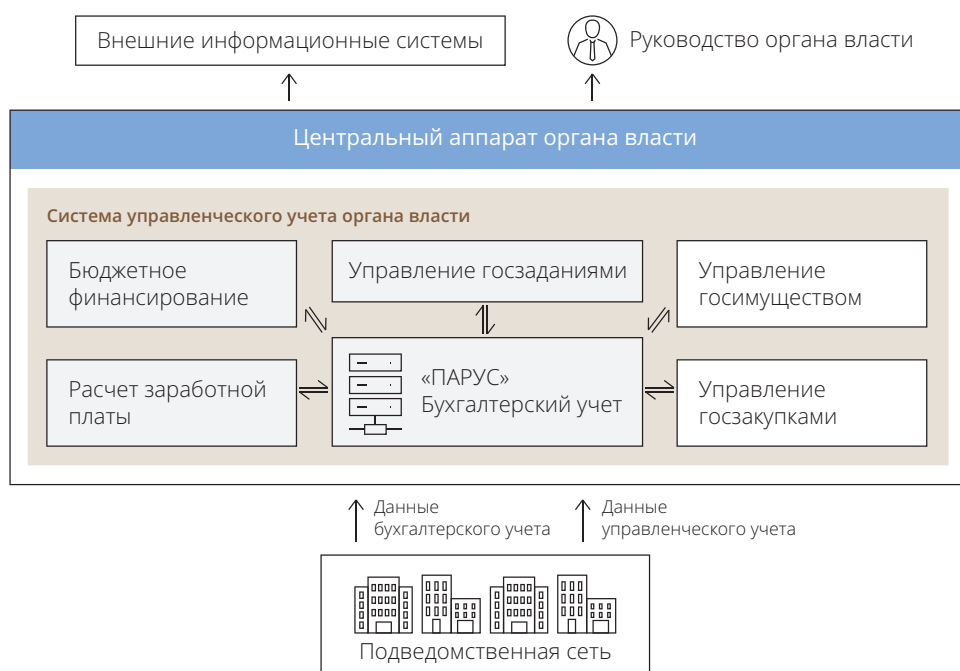 Внешние информационные системы
Руководство органа власти
Центральный аппарат органа власти
Система управленческого учета органа власти
Бюджетное
финансирование
Управление госзаданиями
Управление
госимуществом
Расчет заработной
платы
«ПАРУС»
Бухгалтерский учет
Управление
госзакупками
Данные
бухгалтерского учета
Данные
управленческого учета
Подведомственная сеть